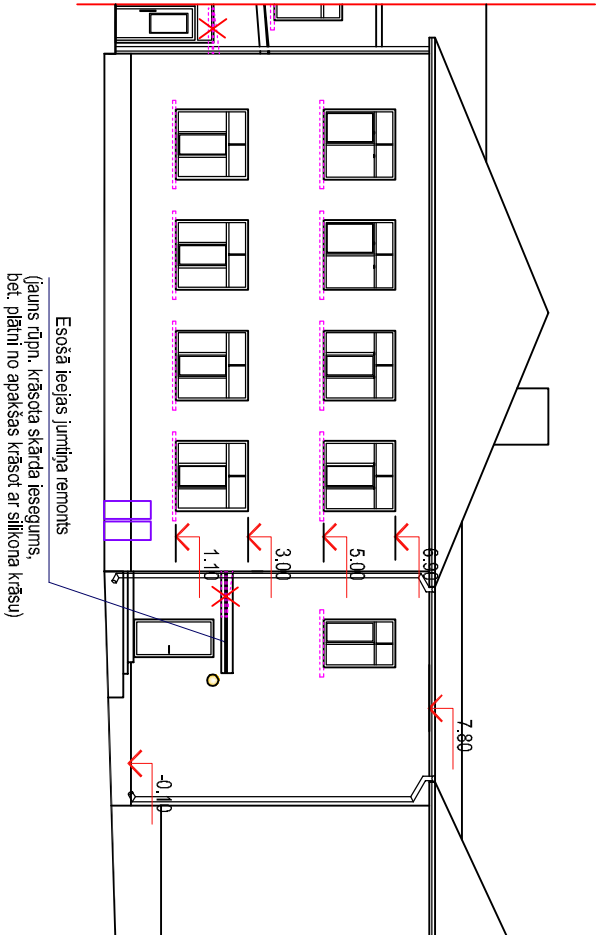 6.90
5.00
3.00
1.10
7.80
-0.10
Esošā ieejas jumtiņa remonts
(jauns rūpn. krāsota skārda iesegums,
bet. plātni no apakšas krāsot ar silikona krāsu)